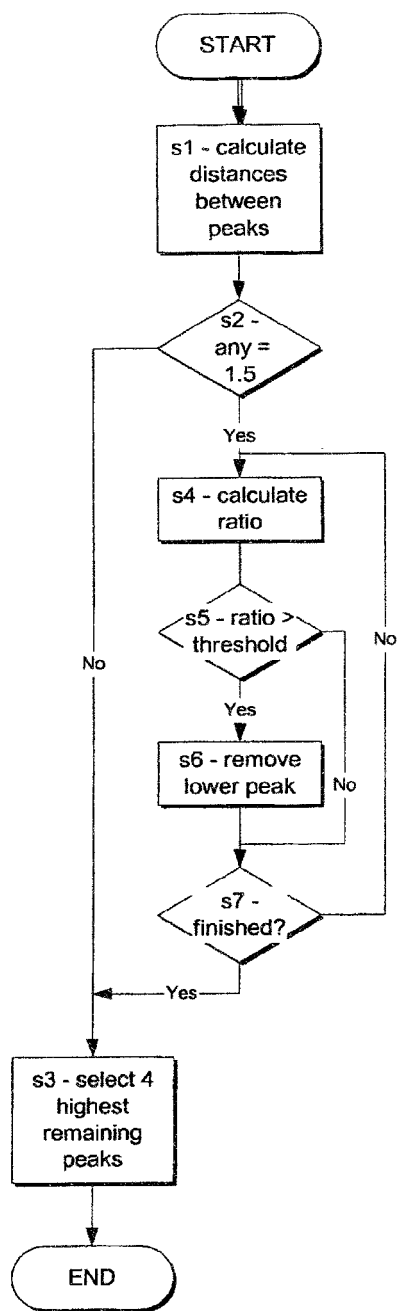 START
s1 - calculate
distances
between
peaks
s2 -
any =
1.5
Yes
s4 - calculate
ratio
s5 - ratio >
threshold
No
No
Yes
s6 - remove
lower peak
No
s7 -
finished?
Yes
s3 - select 4
highest
remaining
peaks
END